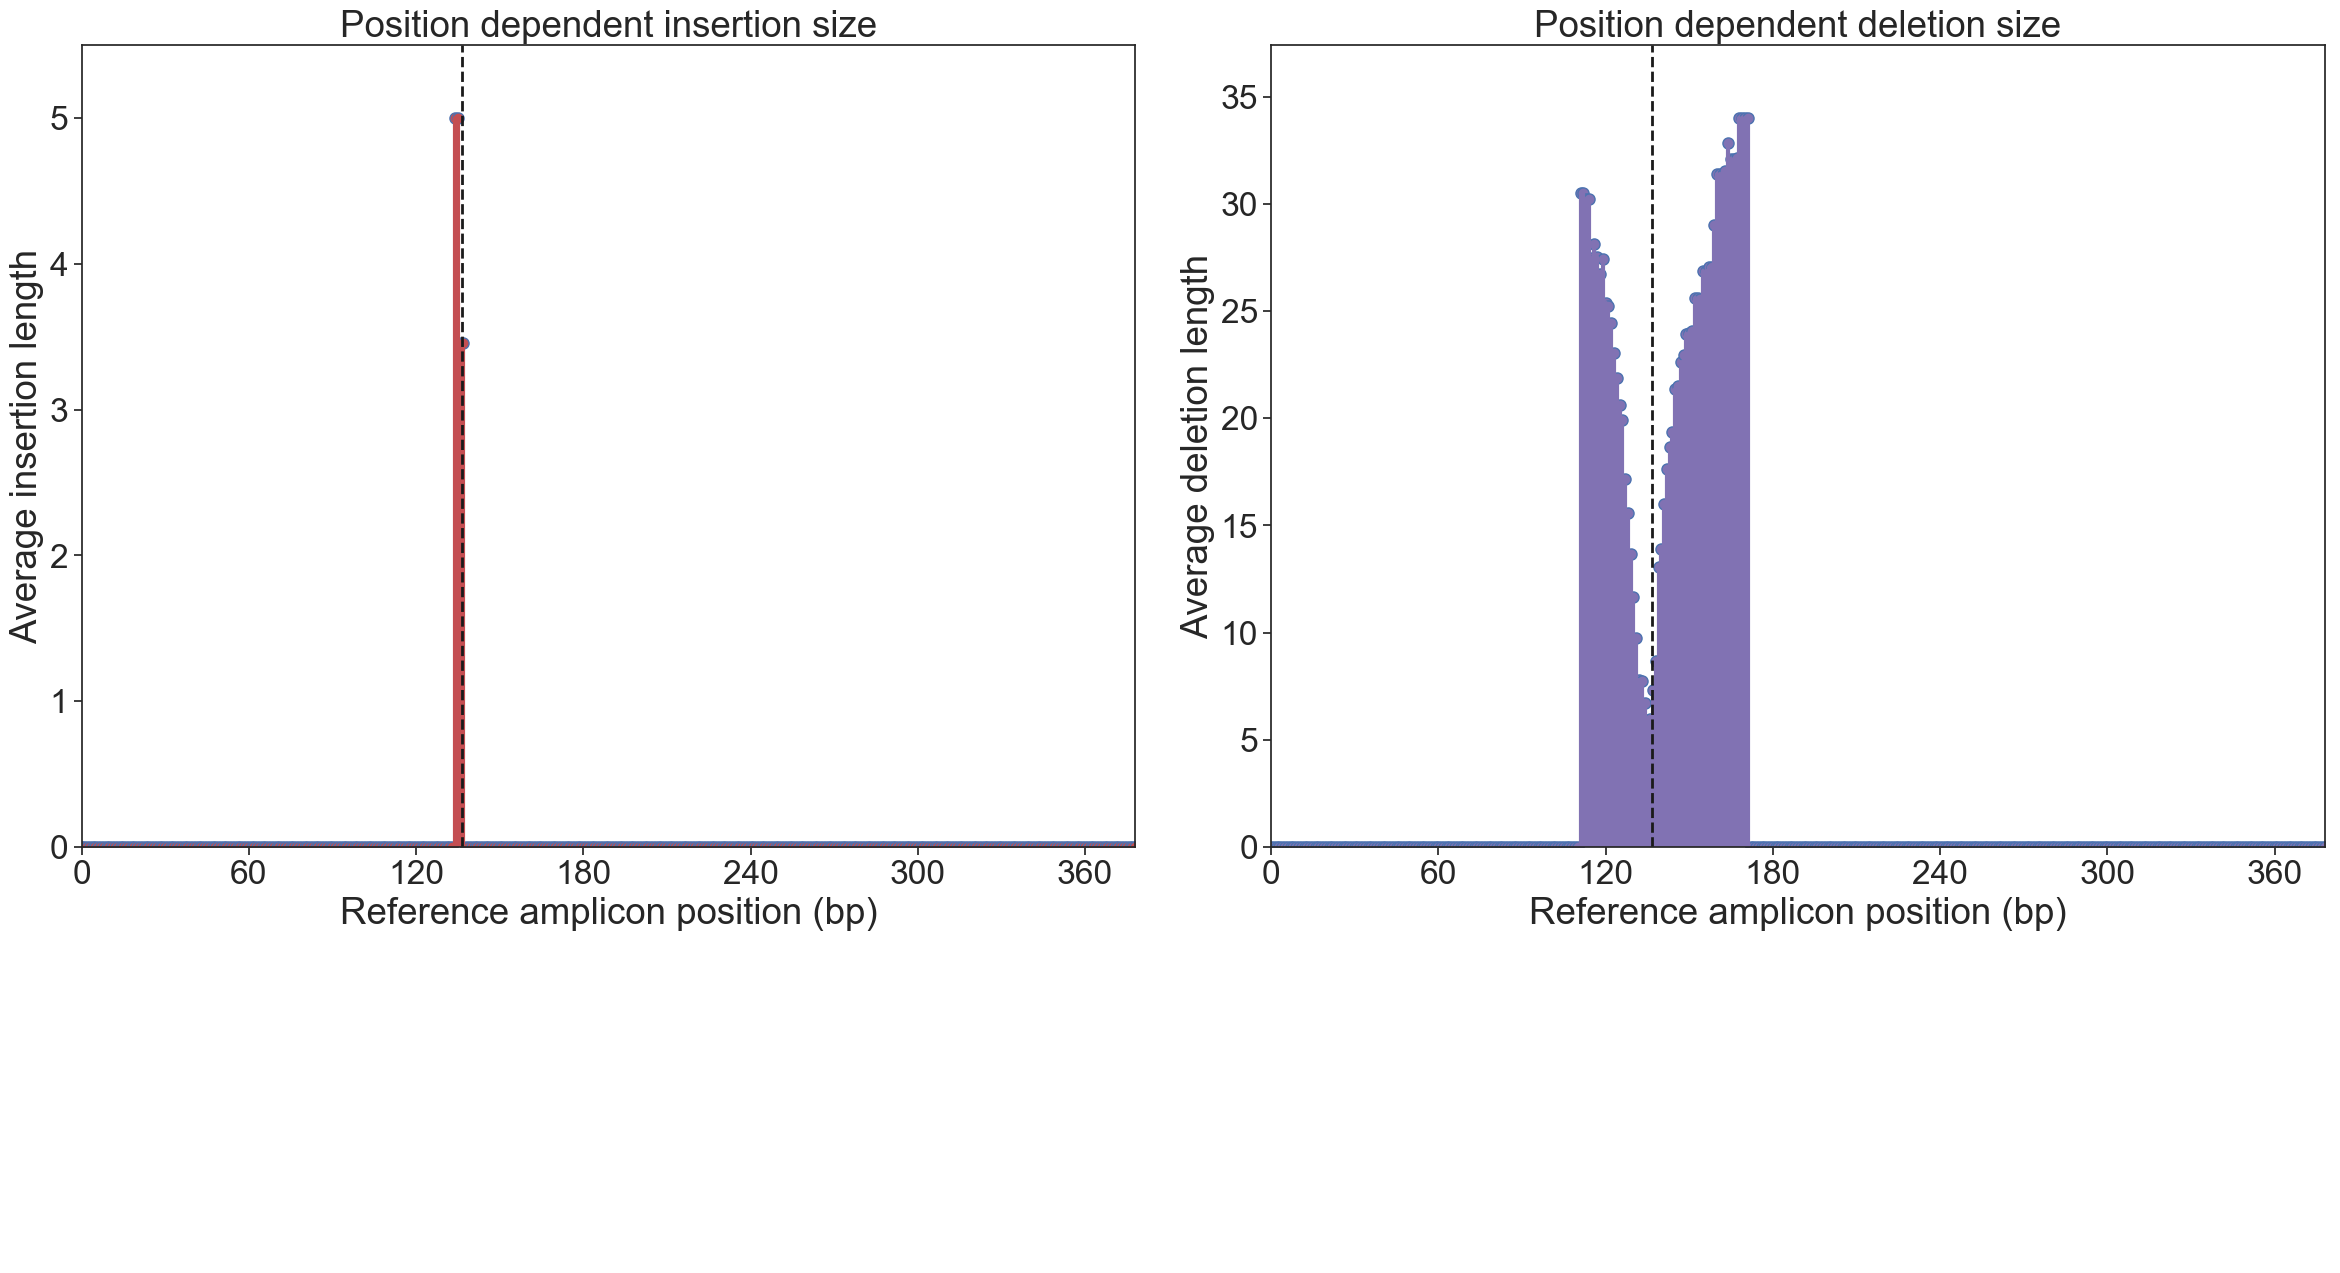 Position dependent insertion size
Average insertion length
5
4
3
2
1
0
0 60 120 180 240 300 360
Reference amplicon position (bp)
Position dependent deletion size
Average deletion length
35
30
25
20
15
10
5
0
0 60 120 180 240 300 360
Reference amplicon position (bp)